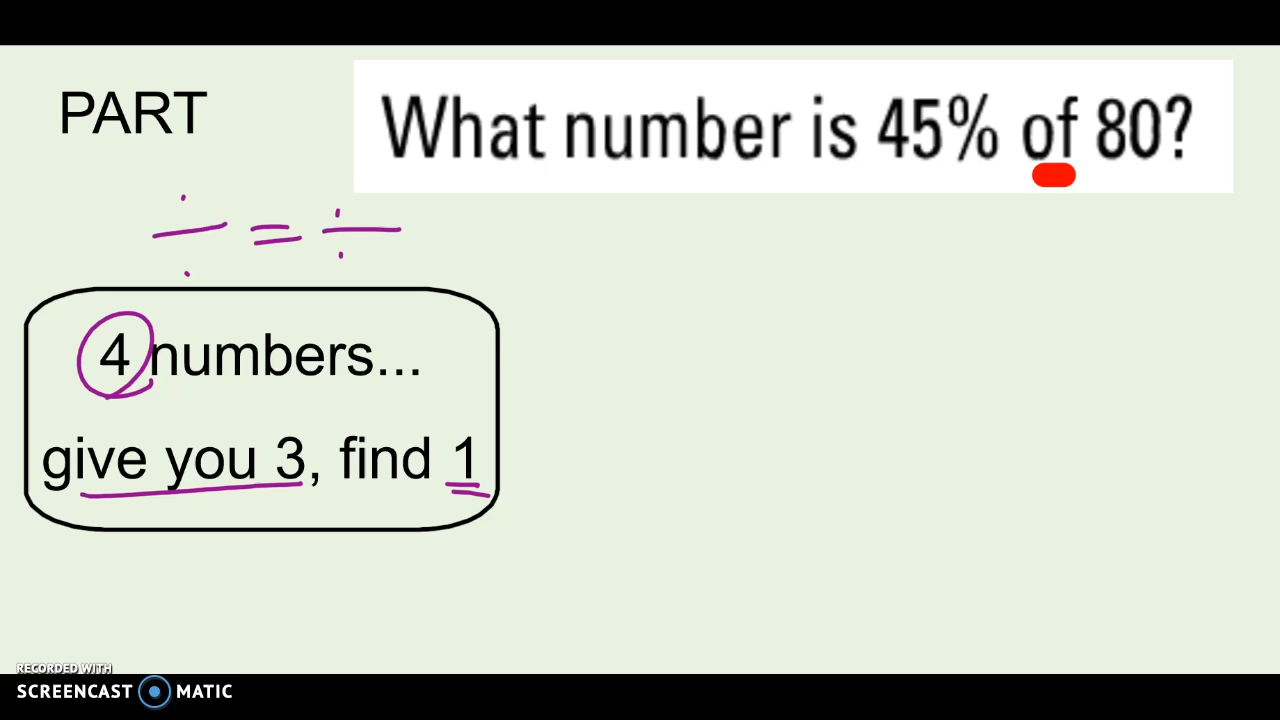 PART
What number is 45% of 80?
=
4 numbers...
give you 3, find 1
RECORDED WITH
SCREENCAST MATIC